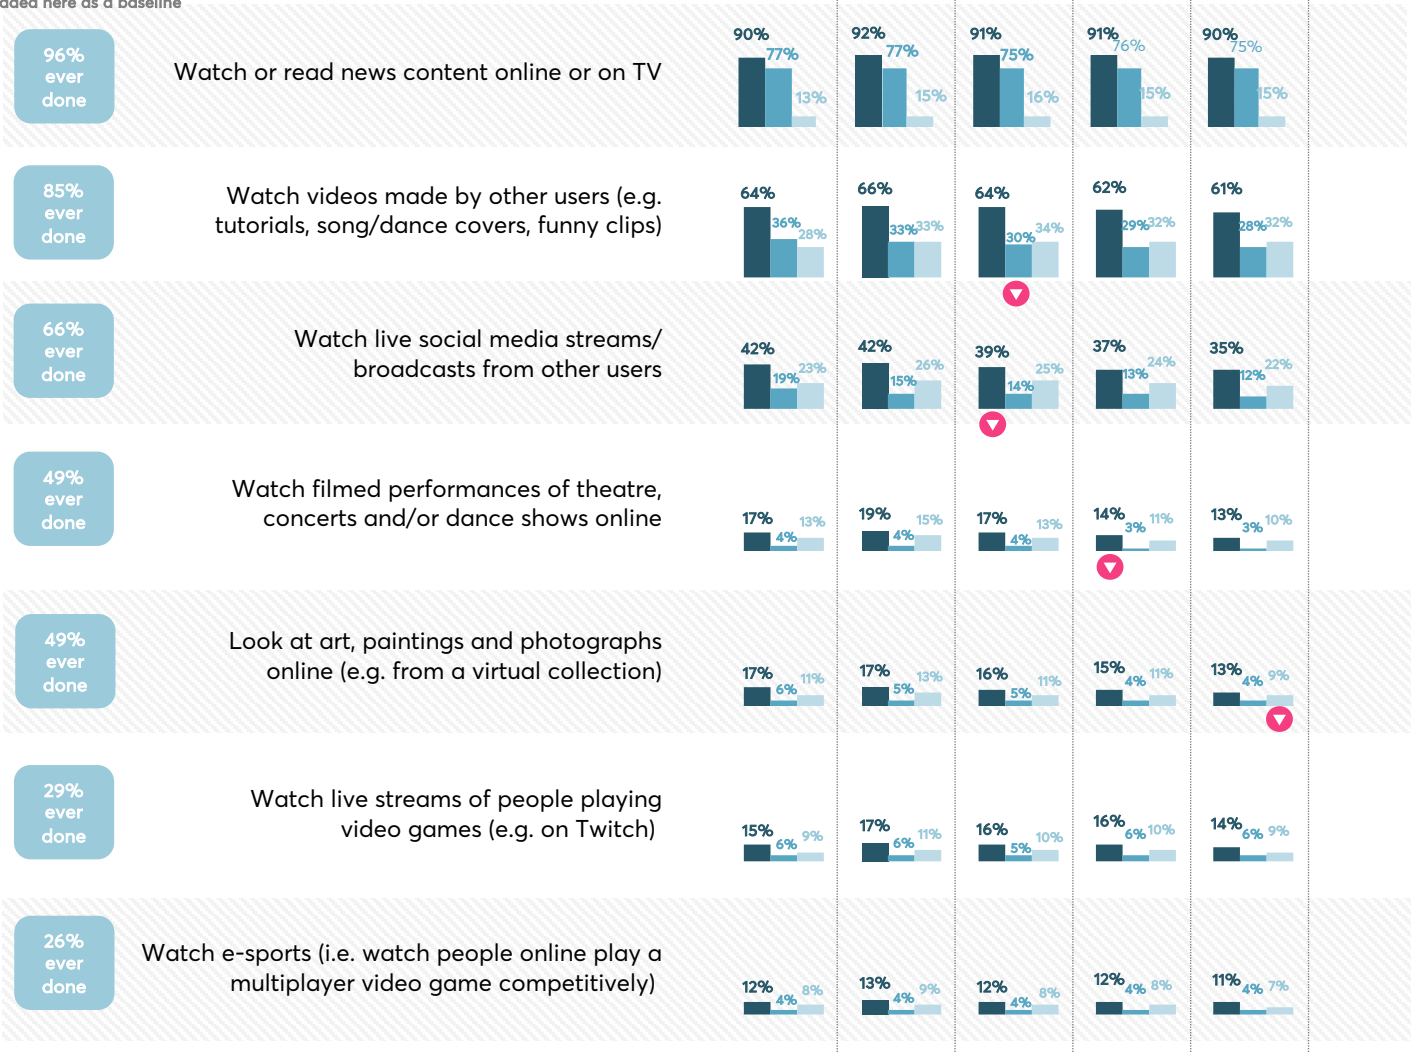 added here as a baseline
96%
ever
done
Watch or read news content online or on TV
90% 77% 13%
92% 77% 15%
91% 75% 16%
91% 76% 15%
90% 75% 15%
85%
ever
done
Watch videos made by other users (e.g.
tutorials, song/dance covers, funny clips)
64% 36% 28%
66% 33% 33%
64% 30% 34%
62% 29% 32%
61% 28% 32%
66%
ever
done
Watch live social media streams/
broadcasts from other users
42% 19% 23%
42% 15% 26%
39% 14% 25%
37% 13% 24%
35% 12% 22%
49%
ever
done
Watch filmed performances of theatre,
concerts and/or dance shows online
17% 4% 13%
19% 4% 15%
17% 4% 13%
14% 3% 11%
13% 3% 10%
49%
ever
done
Look at art, paintings and photographs
online (e.g. from a virtual collection)
17% 6% 11%
17% 5% 13%
16% 5% 11%
15% 4% 11%
13% 4% 9%
29%
ever
done
Watch live streams of people playing
video games (e.g. on Twitch)
15% 6% 9%
17% 6% 11%
16% 5% 10%
16% 6% 10%
14% 6% 9%
26%
ever
done
Watch e-sports (i.e. watch people online play a
multiplayer video game competitively)
12% 4% 8%
13% 4% 9%
12% 4% 8%
12% 4% 8%
11% 4% 7%